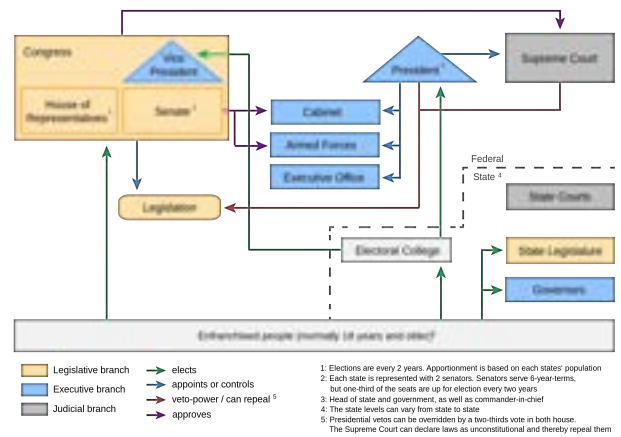 Congress
Vice
President
House of
Representatives
Senate
President
Supreme Court
Cabinet
Armed Forces
Executive Office
Legislation
Federal
State 4
State Courts
Electoral College
State Legislature
Governors
Enfranchised people (normally 18 years and older)
Legislative branch
Executive branch
Judicial branch
elects
appoints or controls
veto-power / can repeal 5
approves
1: Elections are every 2 years. Apportionment is based on each states' population
2: Each state is represented with 2 senators. Senators serve 6-year-terms,
but one-third of the seats are up for election every two years
3: Head of state and government, as well as commander-in-chief
4: The state levels can vary from state to state
5: Presidential vetos can be overridden by a two-thirds vote in both house.
The Supreme Court can declare laws as unconstitutional and thereby repeal them